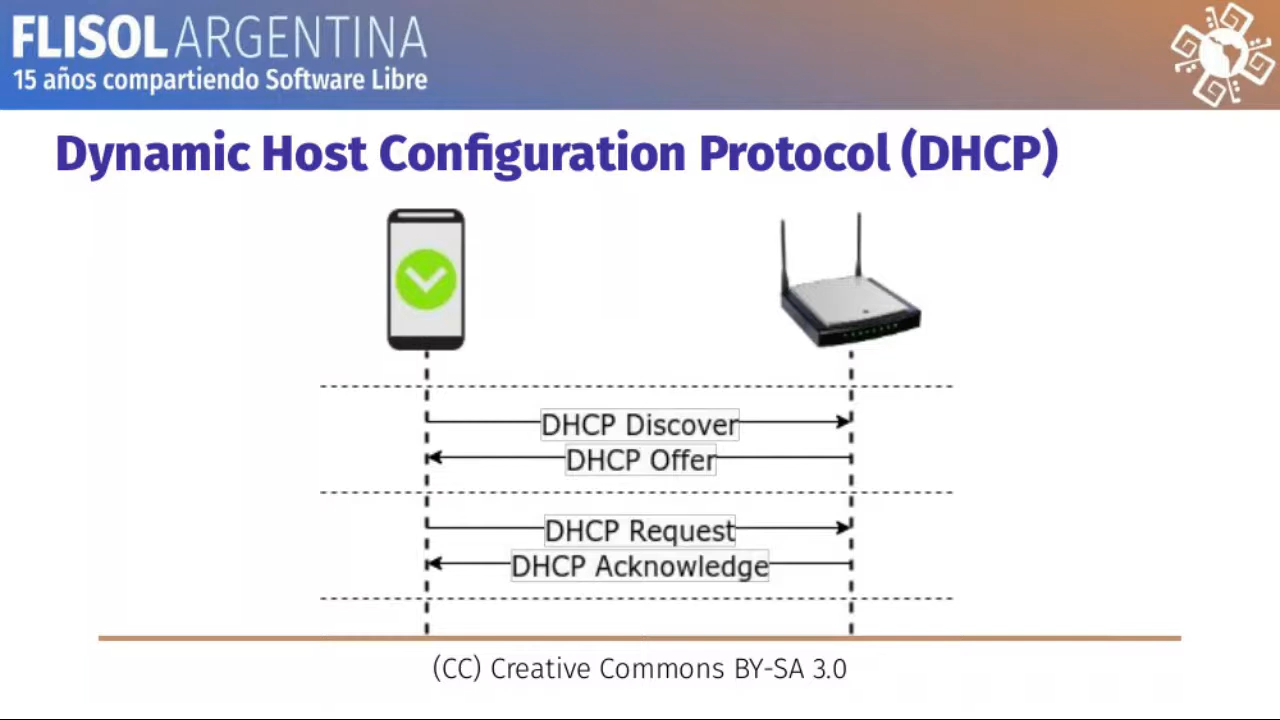 FLISOL ARGENTINA
15 años compartiendo Software Libre
Dynamic Host Configuration Protocol (DHCP)
DHCP Discover
DHCP Offer
DHCP Request
DHCP Acknowledge
(CC) Creative Commons BY-SA 3.0